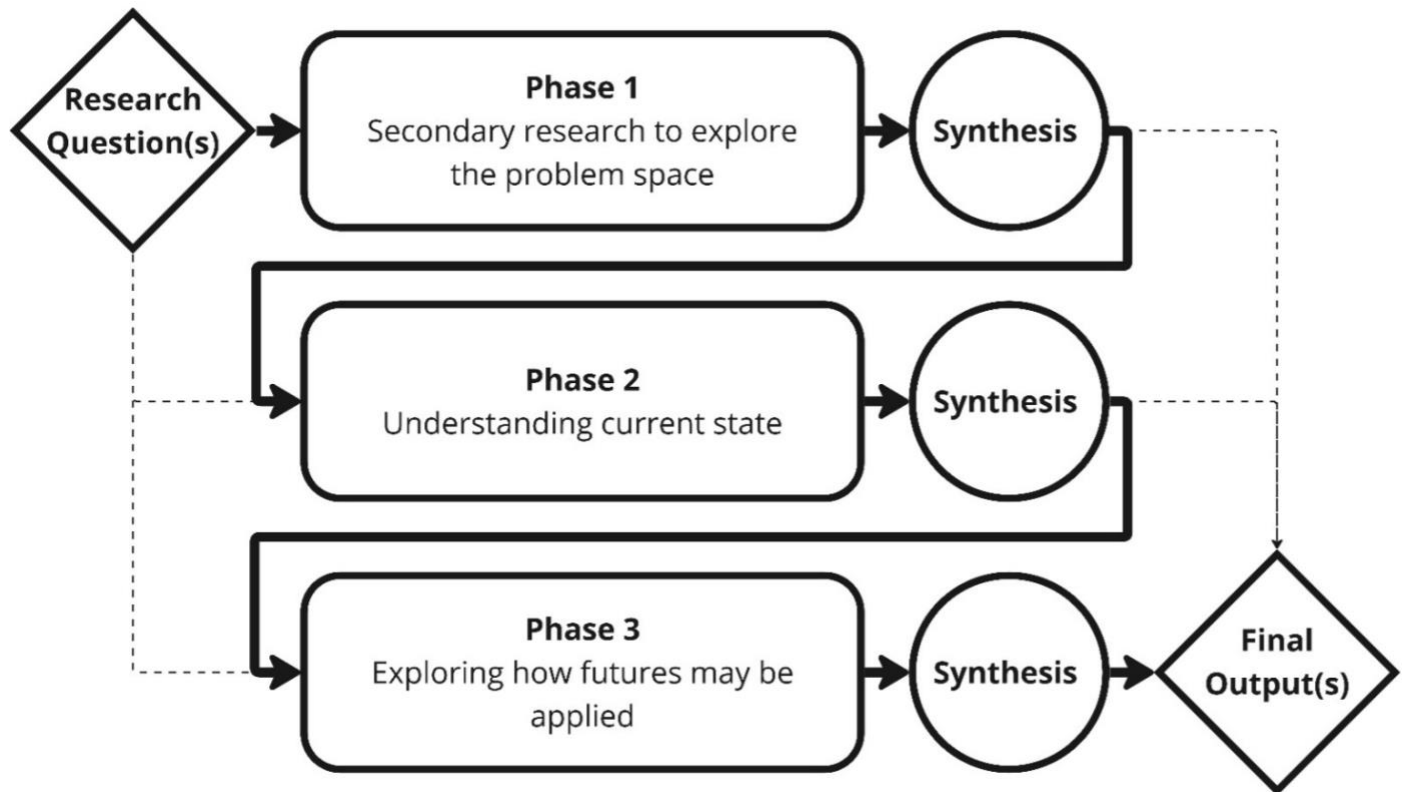 Research
Question(s)
Phase 1
Secondary research to explore
the problem space
Synthesis
Phase 2
Understanding current state
Synthesis
Phase 3
Exploring how futures may be
applied
Synthesis
Final
Output(s)